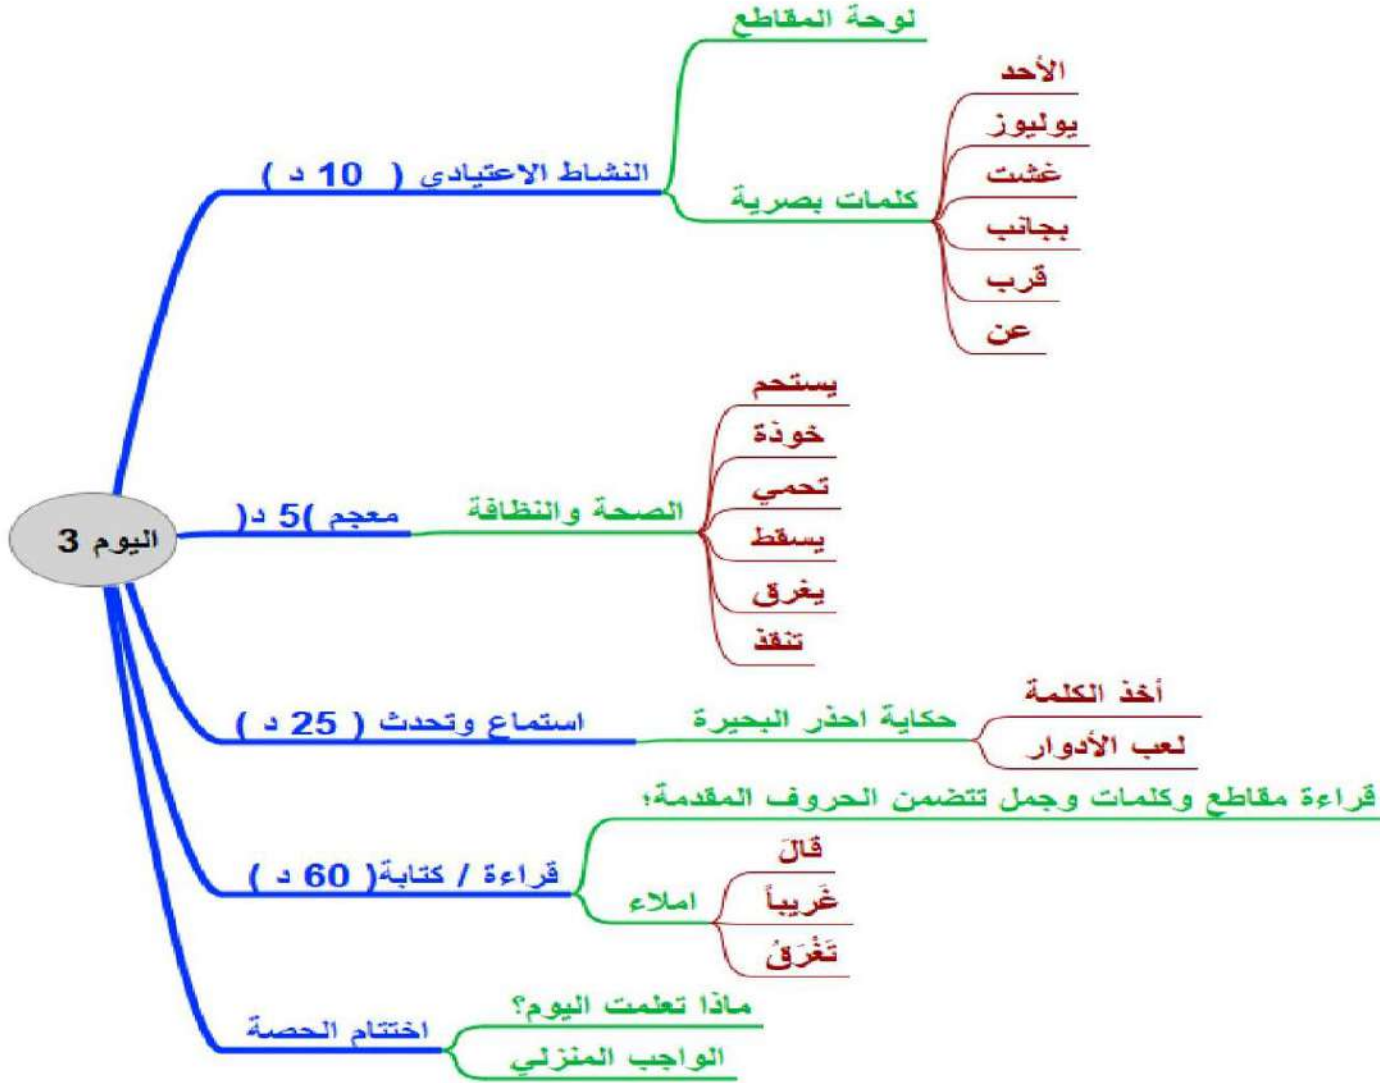 اليوم 3
النشاط الاعتيادي ( 10 د )
لوحة المقاطع
كلمات بصرية
الأحد
يوليوز
غشت
بجانب
قرب
عن
معجم )5 د(
الصحة والنظافة
يستحم
خوذة
تحمي
يسقط
يغرق
تنقذ
استماع وتحدث ( 25 د )
حكاية احذر البحيرة
أخذ الكلمة
لعب الأدوار
قراءة / كتابة( 60 د )
قراءة مقاطع وكلمات وجمل تتضمن الحروف المقدمة؛
املاء
قَالَ
غَريباً
تَغْرَقُ
اختتام الحصة
ماذا تعلمت اليوم؟
الواجب المنزلي